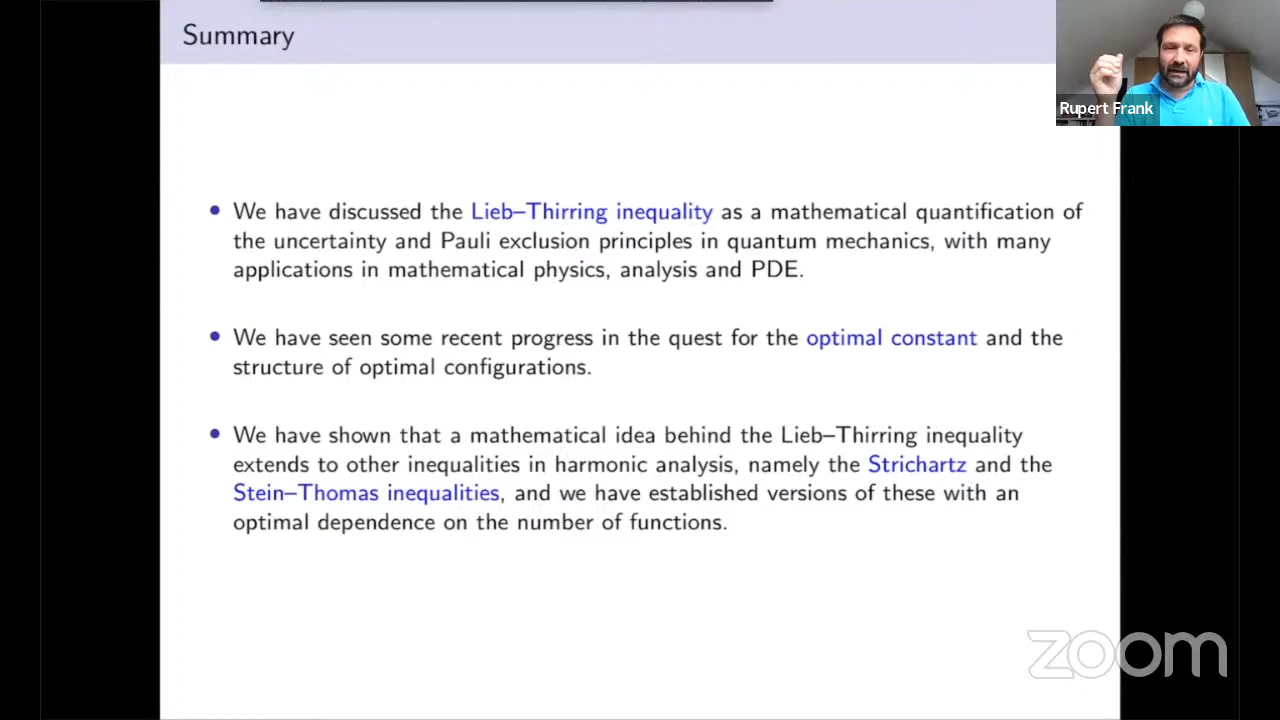 Summary
Rupert Frank
• We have discussed the Lieb–Thirring inequality as a mathematical quantification of
the uncertainty and Pauli exclusion principles in quantum mechanics, with many
applications in mathematical physics, analysis and PDE.
• We have seen some recent progress in the quest for the optimal constant and the
structure of optimal configurations.
• We have shown that a mathematical idea behind the Lieb–Thirring inequality
extends to other inequalities in harmonic analysis, namely the Strichartz and the
Stein–Thomas inequalities, and we have established versions of these with an
optimal dependence on the number of functions.
zoom